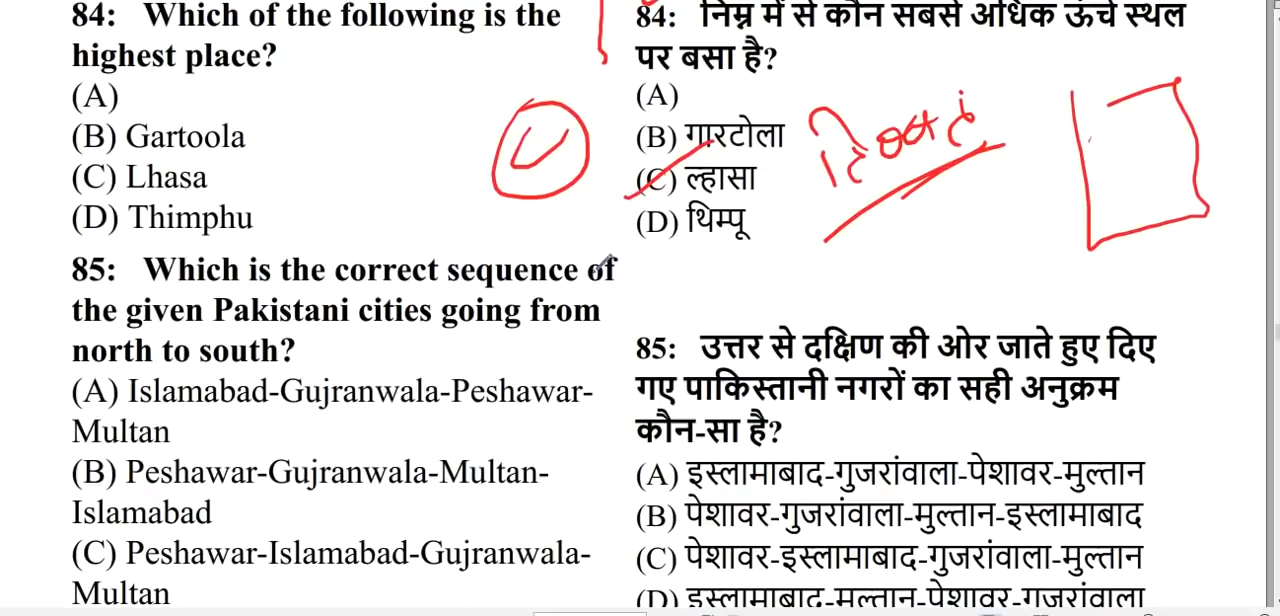 84: Which of the following is the
highest place?
(A)
(B) Gartoola
(C) Lhasa
(D) Thimphu
85: Which is the correct sequence of
the given Pakistani cities going from
north to south?
(A) Islamabad-Gujranwala-Peshawar-
Multan
(B) Peshawar-Gujranwala-Multan-
Islamabad
(C) Peshawar-Islamabad-Gujranwala-
Multan
84: निम्न में से कौन सबसे अधिक ऊंचे स्थल
पर बसा है?
(A)
(B) गारटोला
(C) ल्हासा
(D) थिम्पू
85: उत्तर से दक्षिण की ओर जाते हुए दिए
गए पाकिस्तानी नगरों का सही अनुक्रम
कौन-सा है?
(A) इस्लामाबाद-गुजरांवाला-पेशावर-मुल्तान
(B) पेशावर-गुजरांवाला-मुल्तान-इस्लामाबाद
(C) पेशावर-इस्लामाबाद-गुजरांवाला-मुल्तान
(D) इस्लामाबाद-मुल्तान-पेशावर-गुजरांवाला